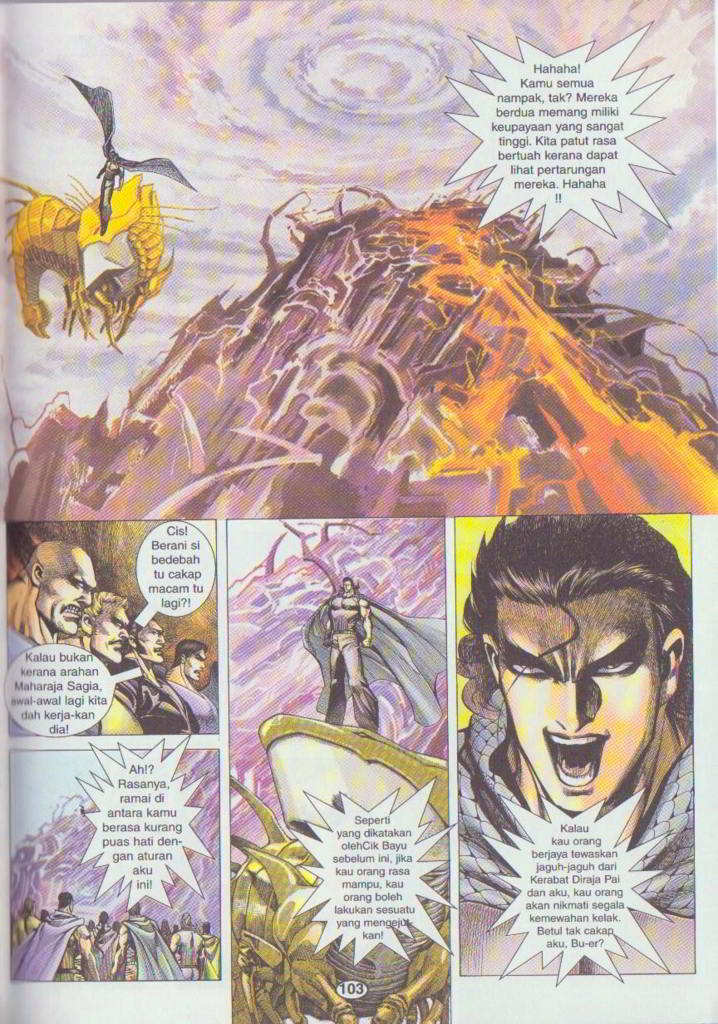 Hahaha!
Kamu semua
nampak, tak? Mereka
berdua memang miliki
keupayaan yang sangat
tinggi. Kita patut rasa
bertuah kerana dapat
lihat pertarungan
mereka. Hahaha
!!
Cis!
Berani si
bedebah
tu cakap
macam tu
lagi?!
Kalau bukan
kerana arahan
Maharaja Sagia,
awal-awal lagi kita
dah kerja-kan
dia!
Ah!?
Rasanya,
ramai di
antara kamu
berasa kurang
puas hati den-
gan aturan
aku
ini!
Seperti
yang dikatakan
olehCik Bayu
sebelum ini, jika
kau orang rasa
mampu, kau
orang boleh
lakukan sesuatu
yang mengejut
kan!
Kalau
kau orang
berjaya tewaskan
jaguh-jaguh dari
Kerabat Diraja Pai
dan aku, kau orang
akan nikmati segala
kemewahan kelak.
Betul tak cakap
aku, Bu-er?
103